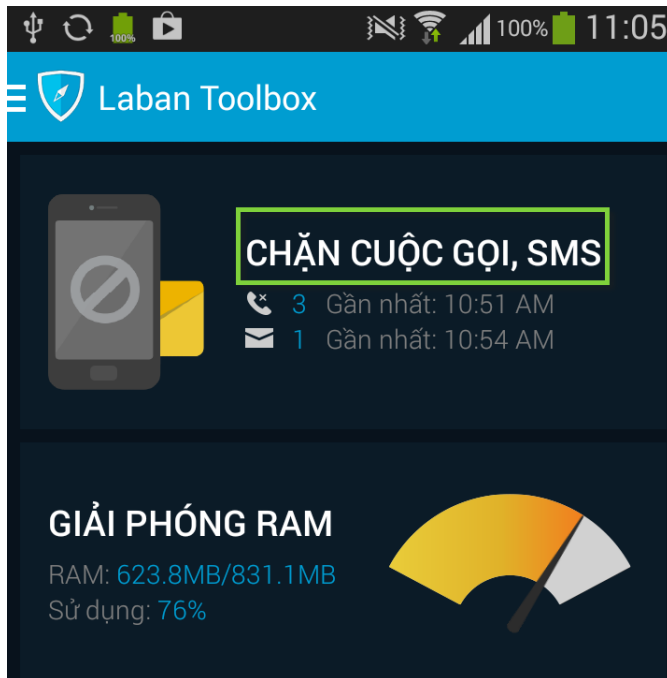 100% 100% 11:05
Laban Toolbox
CHẶN CUỘC GỌI, SMS
3 Gần nhất: 10:51 AM
1 Gần nhất: 10:54 AM
GIẢI PHÓNG RAM
RAM: 623.8MB/831.1MB
Sử dụng: 76%